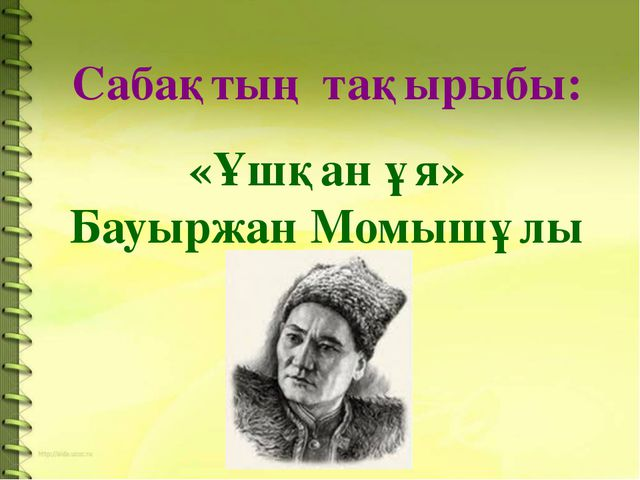 Сабақтың тақырыбы:
«Ұшқан ұя»
Бауыржан Момышұлы